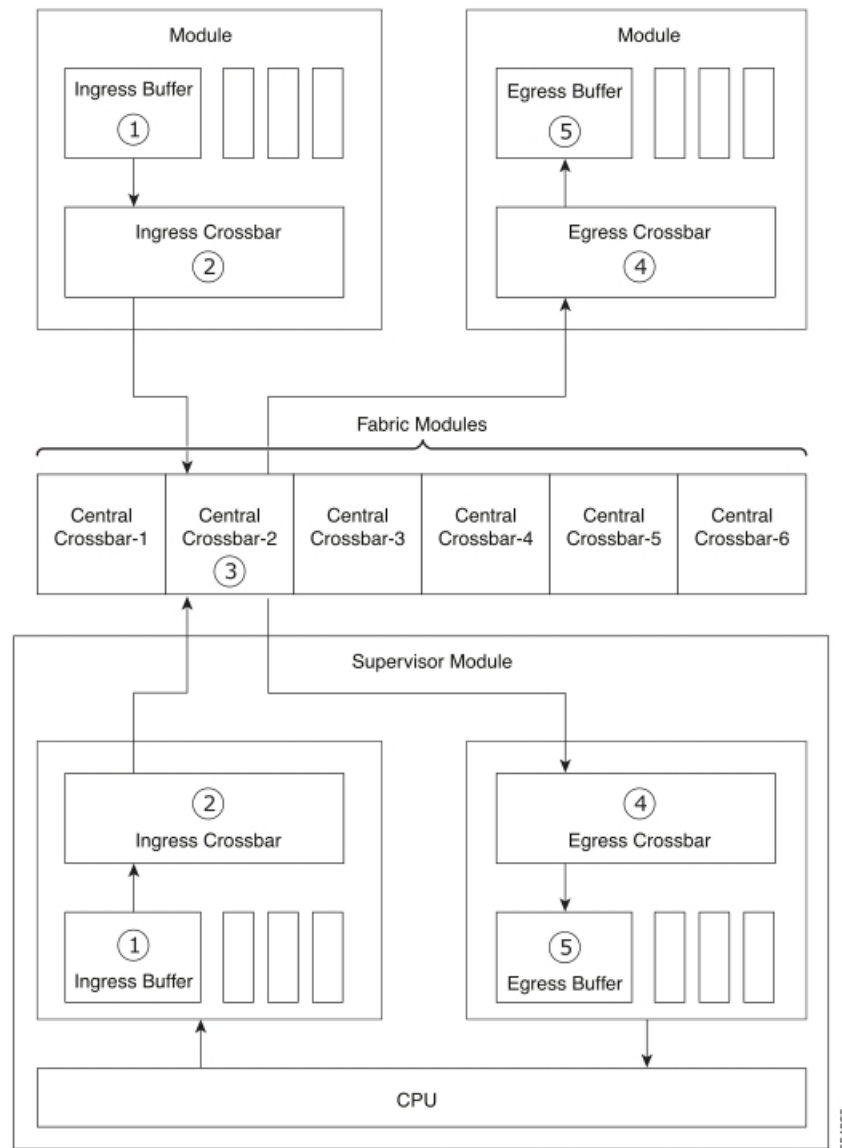 Module
Module
Ingress Buffer
1
Egress Buffer
5
Ingress Crossbar
2
Egress Crossbar
4
Fabric Modules
Central
Crossbar-1
Central
Crossbar-2
3
Central
Crossbar-3
Central
Crossbar-4
Central
Crossbar-5
Central
Crossbar-6
Supervisor Module
2
Ingress Crossbar
4
Egress Crossbar
1
Ingress Buffer
5
Egress Buffer
CPU